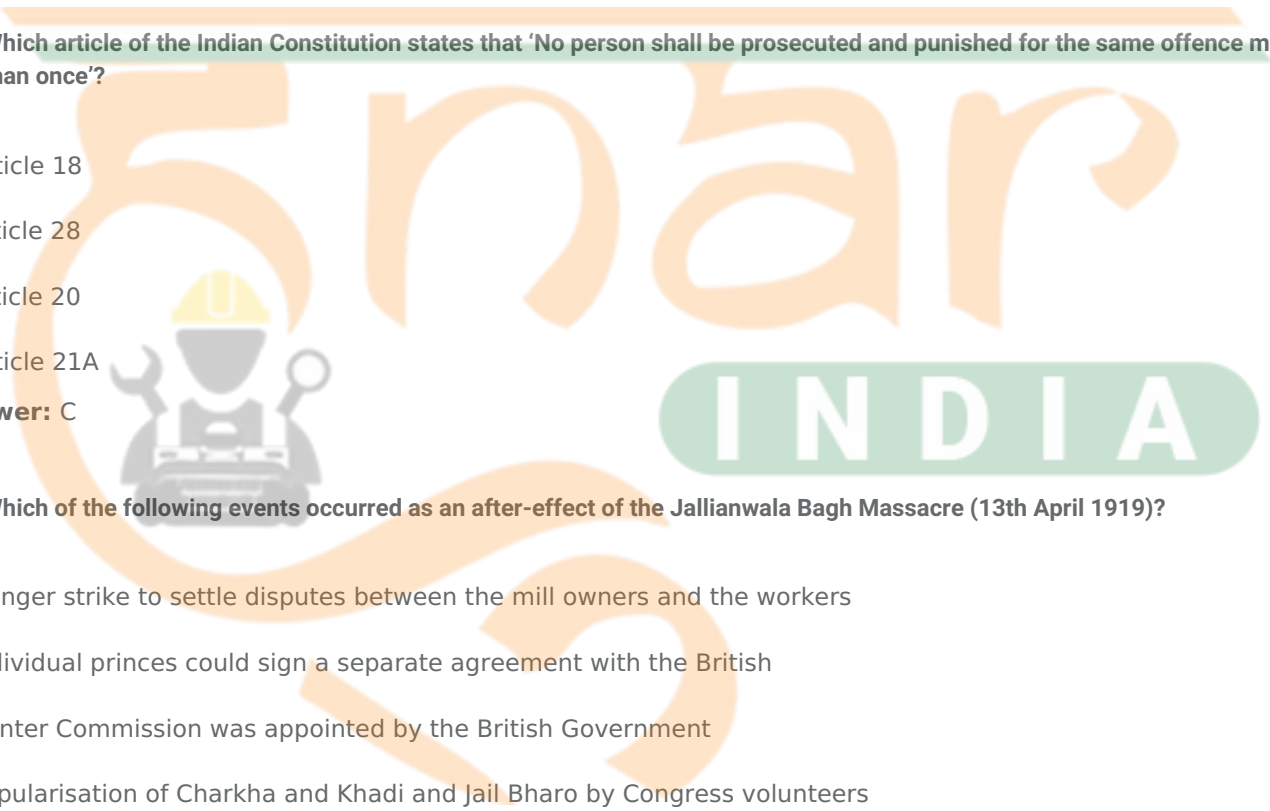 hich article of the Indian Constitution states that ‘No person shall be prosecuted and punished for the same offence m
han once’?
ticle 18
ticle 28
ticle 20
ticle 21A
wer: C
INDIA
hich of the following events occurred as an after-effect of the Jallianwala Bagh Massacre (13th April 1919)?
nger strike to settle disputes between the mill owners and the workers
dividual princes could sign a separate agreement with the British
nter Commission was appointed by the British Government
pularisation of Charkha and Khadi and Jail Bharo by Congress volunteers